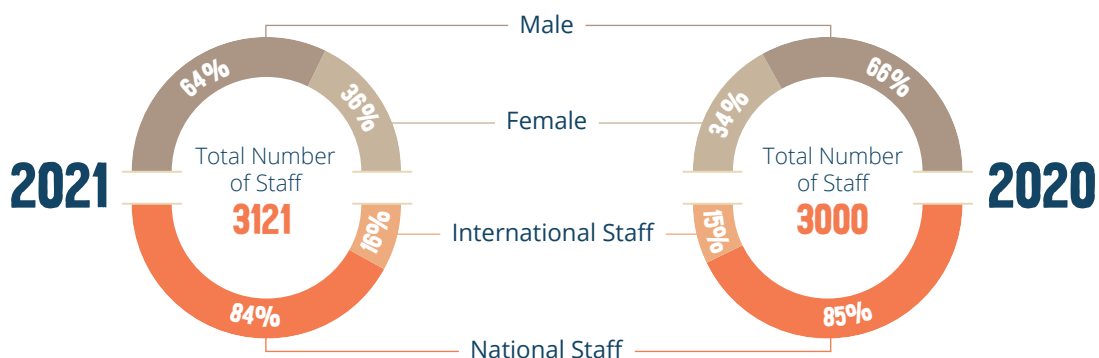 Male
64%
36%
34%
66%
Female
2021
Total Number
of Staff
3121
Total Number
of Staff
3000
2020
16%
International Staff
15%
84%
85%
National Staff